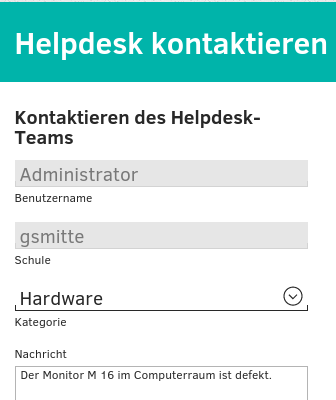 Helpdesk kontaktieren
Kontaktieren des Helpdesk-
Teams
Administrator
Benutzername
gsmitte
Schule
Hardware
Kategorie
Nachricht
Der Monitor M 16 im Computerraum ist defekt.